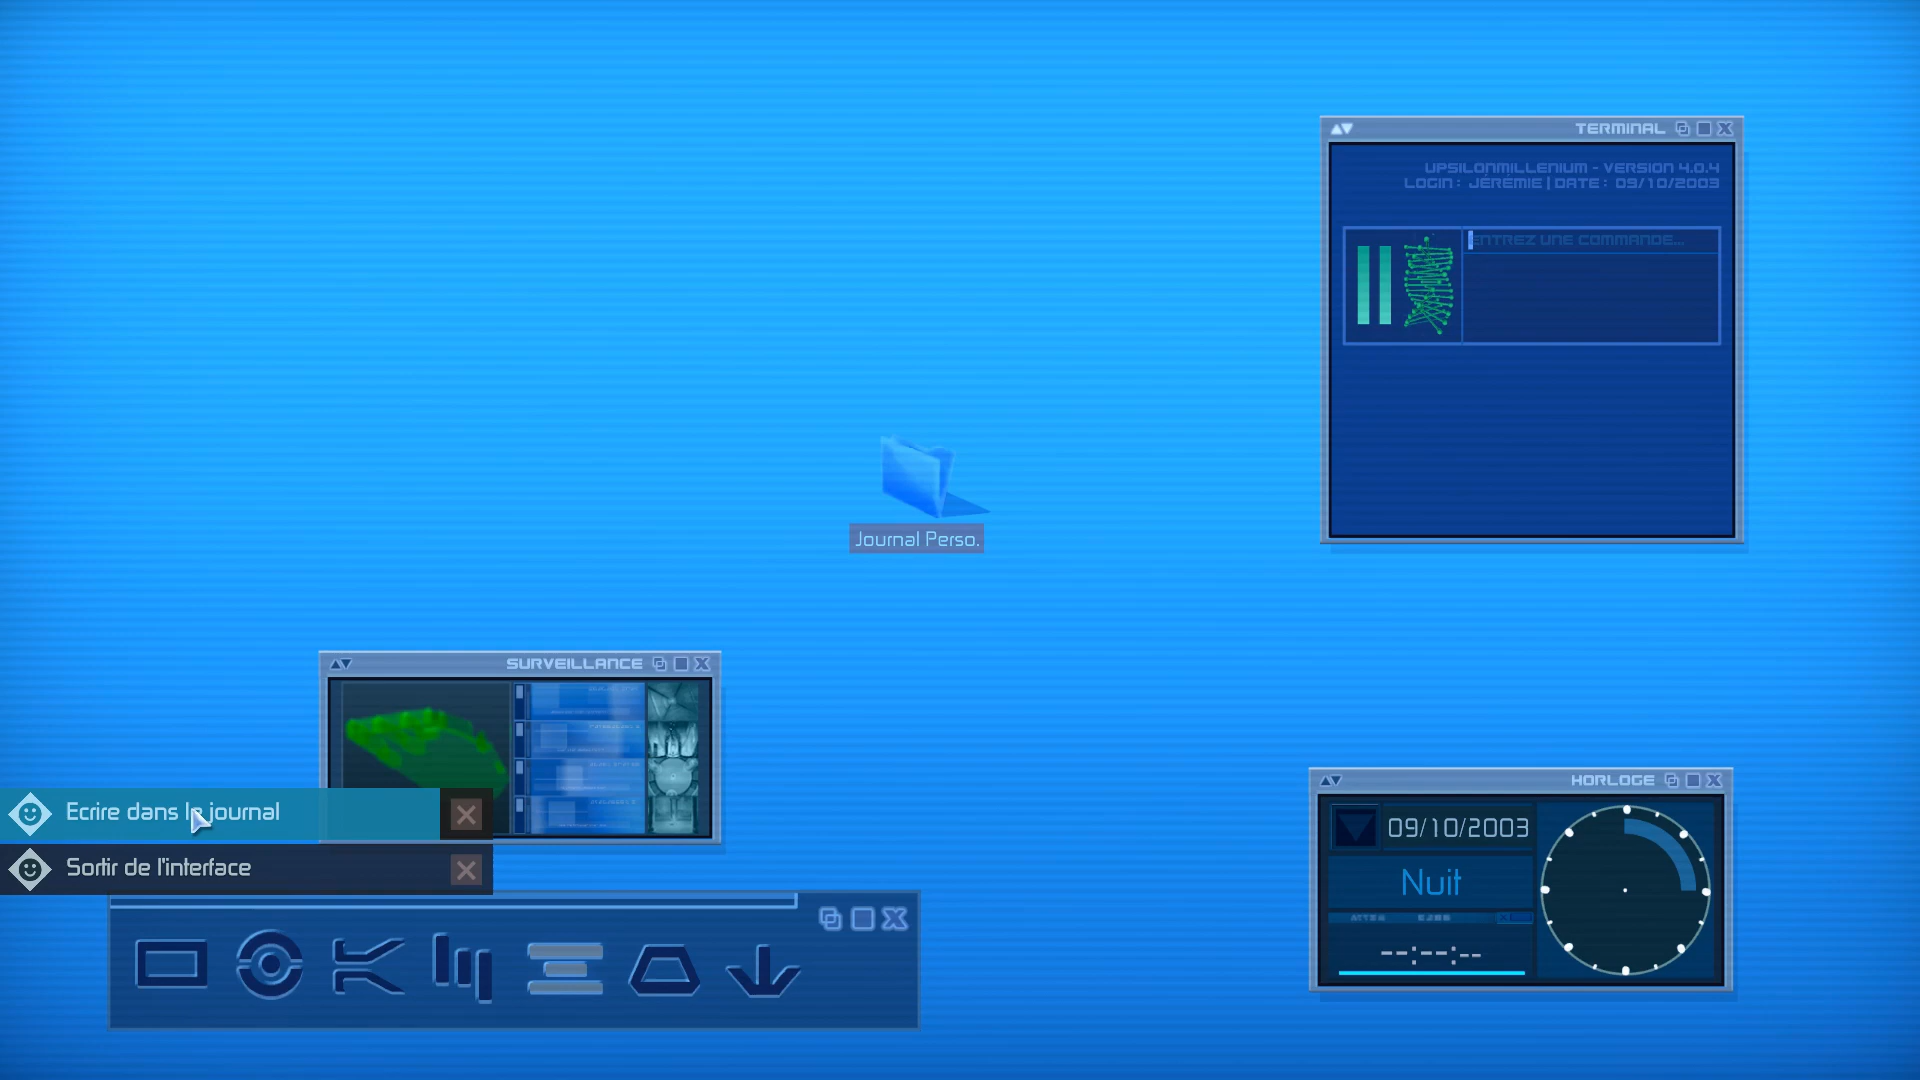 TERMINAL
UPSILONMILLENIUM - VERSION 4.0.4
LOGIN : JÉRÉMIE | DATE : 09/10/2003
ENTREZ UNE COMMANDE...
Journal Perso.
SURVEILLANCE
Ecrire dans le journal
Sortir de l'interface
HORLOGE
09/10/2003
Nuit
--:--:--